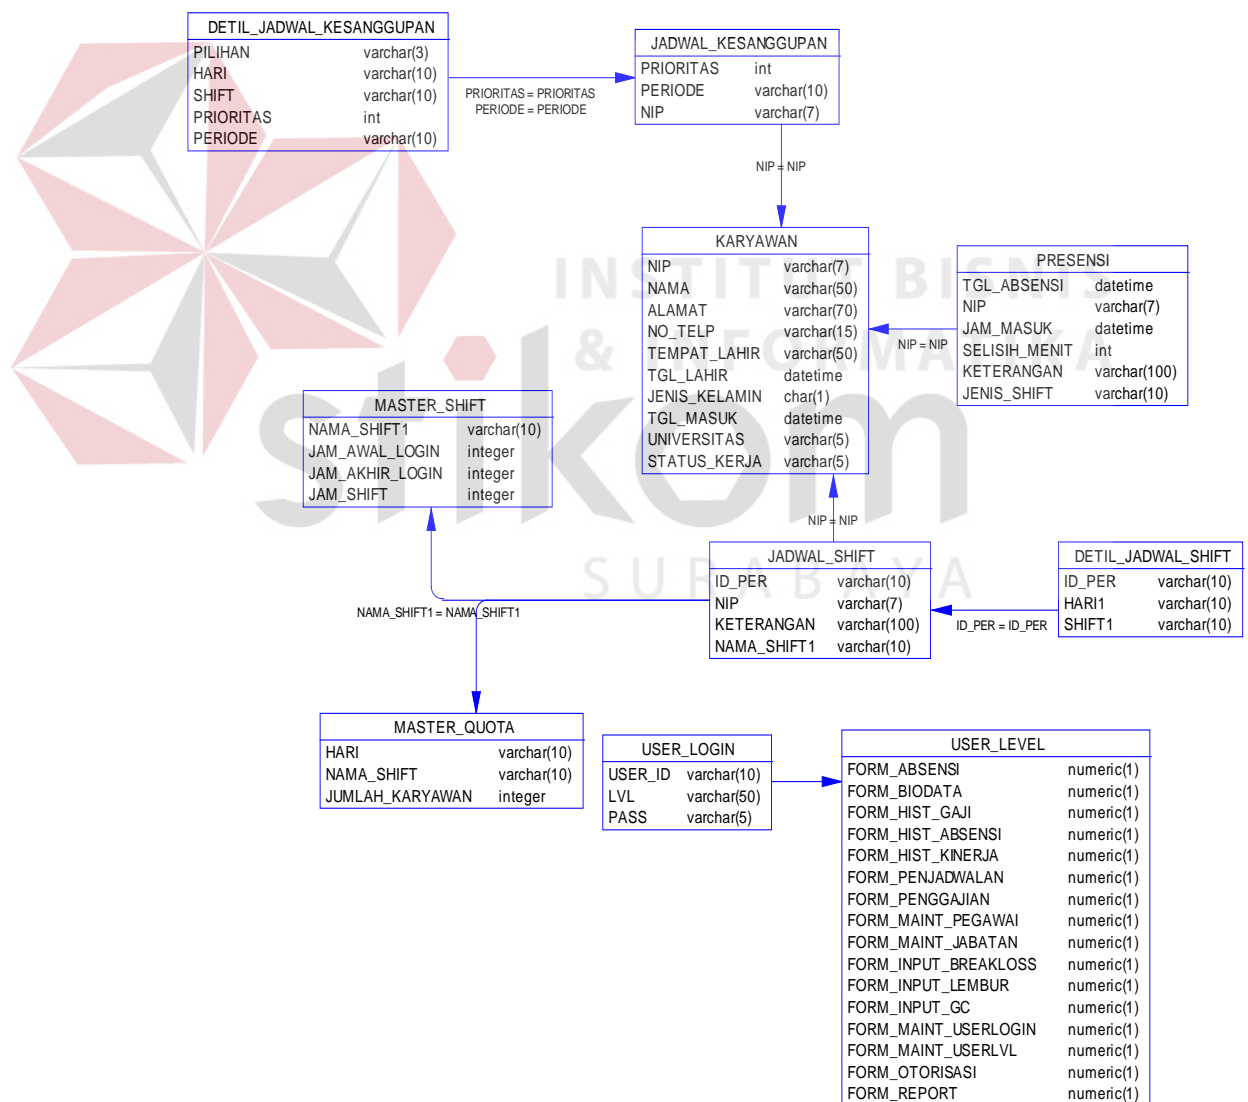 DETIL_JADWAL_KESANGGUPAN
PILIHAN varchar(3)
HARI varchar(10)
SHIFT varchar(10)
PRIORITAS int
PERIODE varchar(10)
PRIORITAS = PRIORITAS
PERIODE = PERIODE
JADWAL_KESANGGUPAN
PRIORITAS int
PERIODE varchar(10)
NIP varchar(7)
NIP = NIP
KARYAWAN
NIP varchar(7)
NAMA varchar(50)
ALAMAT varchar(70)
NO_TELP varchar(15)
TEMPAT_LAHIR varchar(50)
TGL_LAHIR datetime
JENIS_KELAMIN char(1)
TGL_MASUK datetime
UNIVERSITAS varchar(5)
STATUS_KERJA varchar(5)
NIP = NIP
PRESENSI
TGL_ABSENSI datetime
NIP varchar(7)
JAM_MASUK datetime
SELISIH_MENIT int
KETERANGAN varchar(100)
JENIS_SHIFT varchar(10)
INSTITUT BISNIS
& INFORMATIKA
stikom
SURABAYA
MASTER_SHIFT
NAMA_SHIFT1 varchar(10)
JAM_AWAL_LOGIN integer
JAM_AKHIR_LOGIN integer
JAM_SHIFT integer
NIP = NIP
JADWAL_SHIFT
ID_PER varchar(10)
NIP varchar(7)
KETERANGAN varchar(100)
NAMA_SHIFT1 varchar(10)
ID_PER = ID_PER
DETIL_JADWAL_SHIFT
ID_PER varchar(10)
HARI1 varchar(10)
SHIFT1 varchar(10)
NAMA_SHIFT1 = NAMA_SHIFT1
MASTER_QUOTA
HARI varchar(10)
NAMA_SHIFT varchar(10)
JUMLAH_KARYAWAN integer
USER_LOGIN
USER_ID varchar(10)
LVL varchar(50)
PASS varchar(5)
USER_LEVEL
FORM_ABSENSI numeric(1)
FORM_BIODATA numeric(1)
FORM_HIST_GAJI numeric(1)
FORM_HIST_ABSENSI numeric(1)
FORM_HIST_KINERJA numeric(1)
FORM_PENJADWALAN numeric(1)
FORM_PENGGAJIAN numeric(1)
FORM_MAINT_PEGAWAI numeric(1)
FORM_MAINT_JABATAN numeric(1)
FORM_INPUT_BREAKLOSS numeric(1)
FORM_INPUT_LEMBUR numeric(1)
FORM_INPUT_GC numeric(1)
FORM_MAINT_USERLOGIN numeric(1)
FORM_MAINT_USERLVL numeric(1)
FORM_OTORISASI numeric(1)
FORM_REPORT numeric(1)